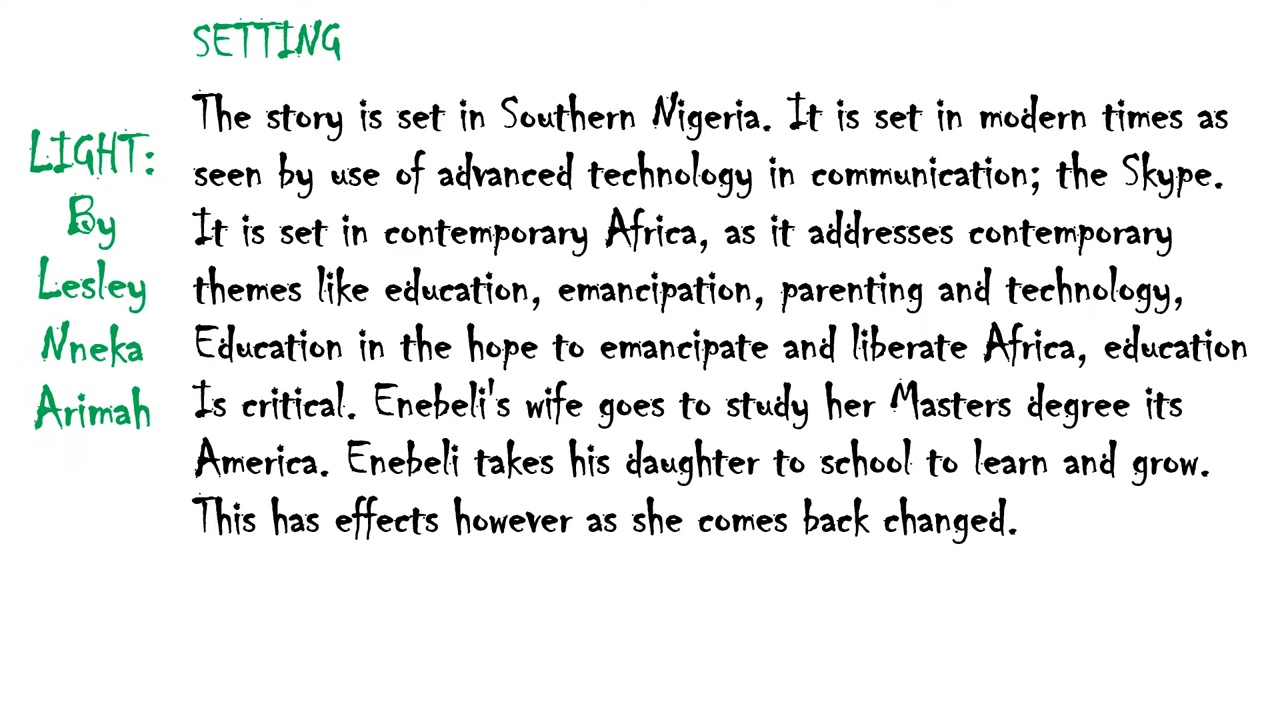 SETTING
LIGHT:
By
Lesley
Nneka
Arimah
The story is set in Southern Nigeria. It is set in modern times as
seen by use of advanced technology in communication; the Skype.
It is set in contemporary Africa, as it addresses contemporary
themes like education, emancipation, parenting and technology,
Education in the hope to emancipate and liberate Africa, education
Is critical. Enebeli's wife goes to study her Masters degree its
America. Enebeli takes his daughter to school to learn and grow.
This has effects however as she comes back changed.